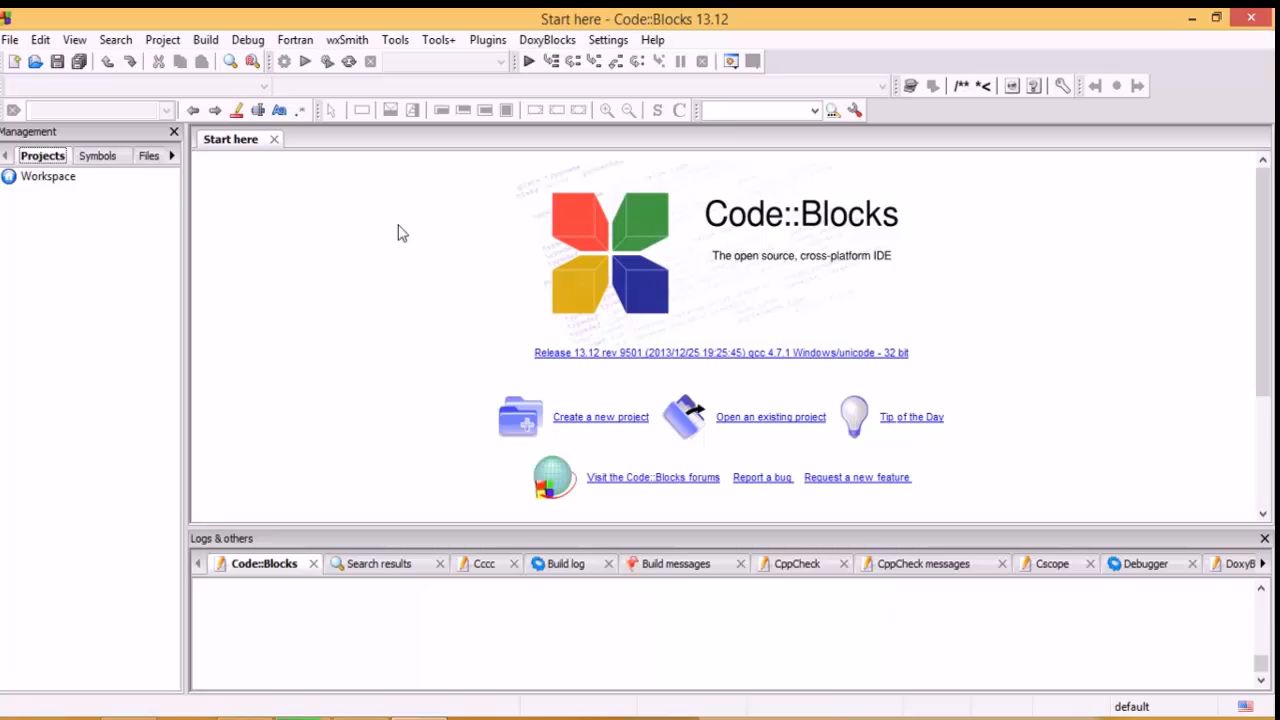 Start here - Code::Blocks 13.12
File Edit View Search Project Build Debug Fortran wxSmith Tools Tools+ Plugins DoxyBlocks Settings Help
/** *<
Aa .*
S C
Management
Start here
Projects Symbols Files
Workspace
Code::Blocks
The open source, cross-platform IDE
Release 13.12 rev 9501 (2013/12/25 19:25:45) gcc 4.7.1 Windows/unicode - 32 bit
Create a new project Open an existing project Tip of the Day
Visit the Code::Blocks forums Report a bug Request a new feature
Logs & others
Code::Blocks Search results Cccc Build log Build messages CppCheck CppCheck messages Cscope Debugger DoxyB
default